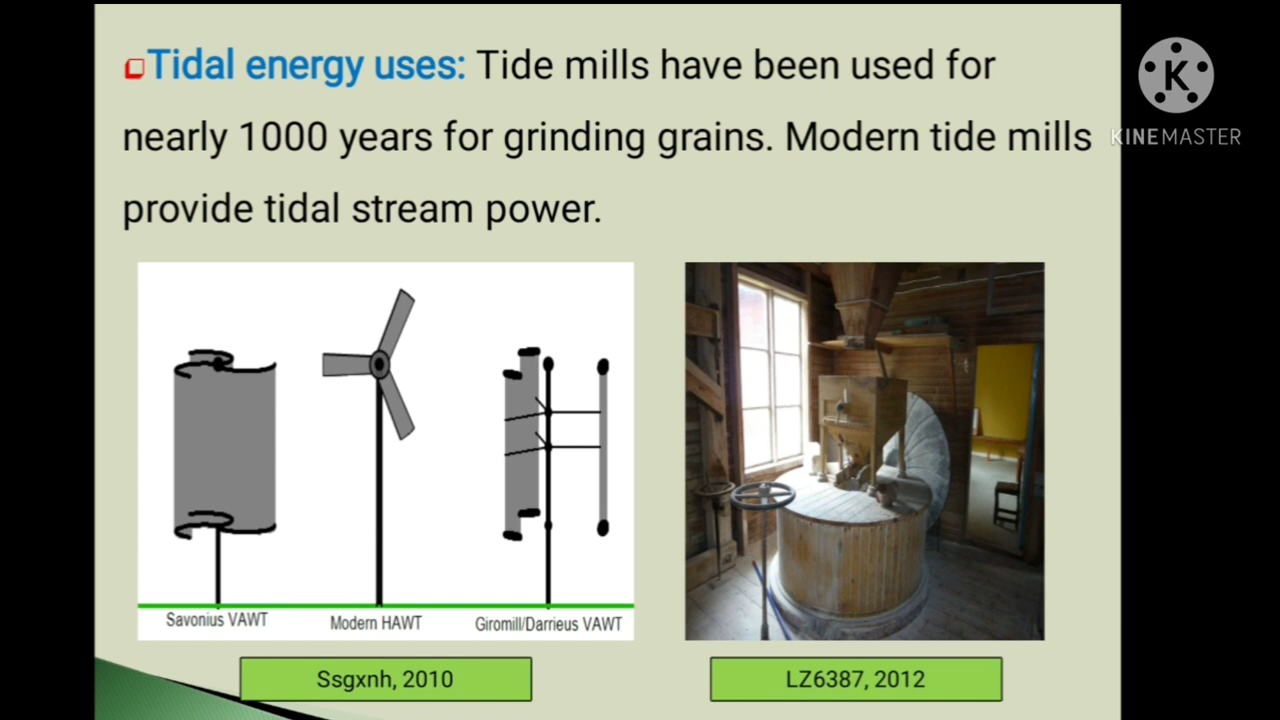 Tidal energy uses: Tide mills have been used for
nearly 1000 years for grinding grains. Modern tide mills
provide tidal stream power.
K
KINEMASTER
Savonius VAWT
Modern HAWT
Giromill/Darrieus VAWT
Ssgxnh, 2010
LZ6387, 2012